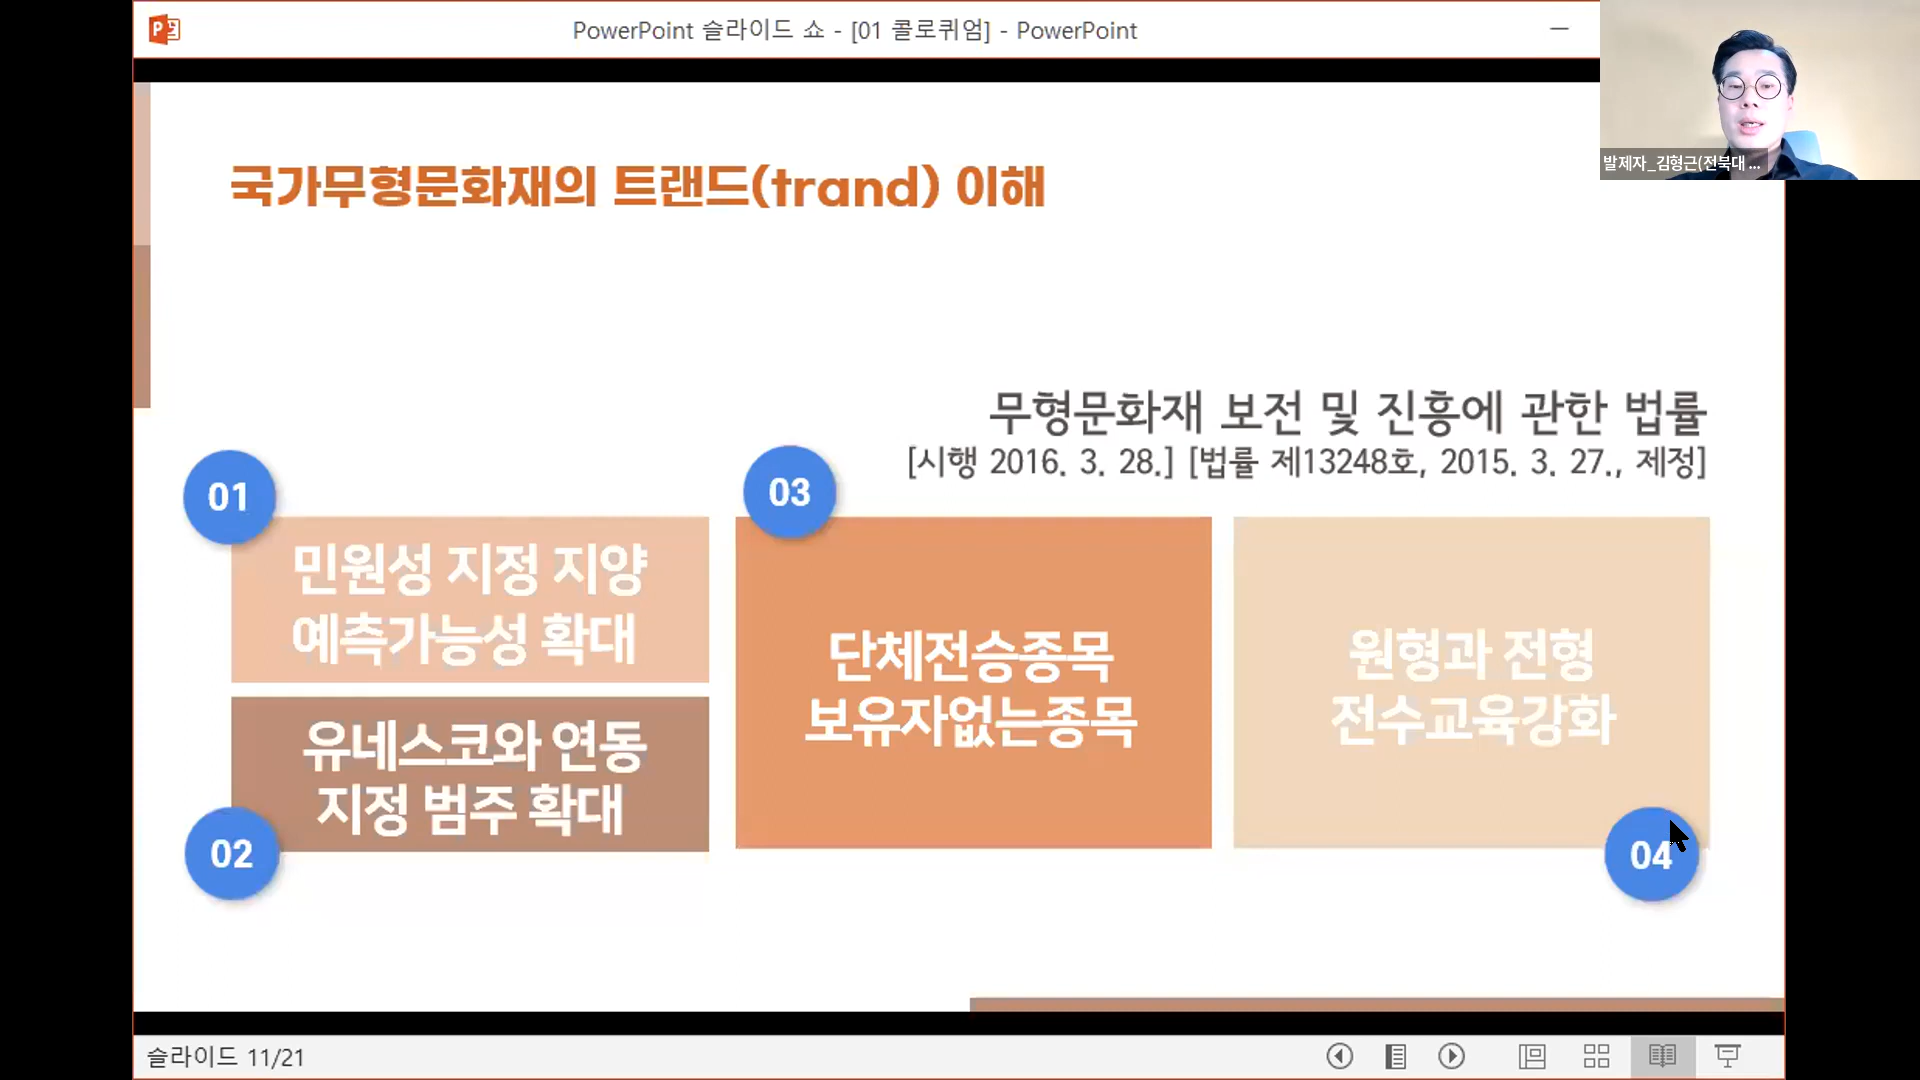 PowerPoint 슬라이드 쇼 - [01 콜로퀴엄] - PowerPoint
발제자_김형근(전북대 ...
국가무형문화재의 트랜드(trand) 이해
무형문화재 보전 및 진흥에 관한 법률
[시행 2016. 3. 28.] [법률 제13248호, 2015. 3. 27., 제정]
01
민원성 지정 지양
예측가능성 확대
02
유네스코와 연동
지정 범주 확대
03
단체전승종목
보유자없는종목
원형과 전형
전수교육강화
04
슬라이드 11/21